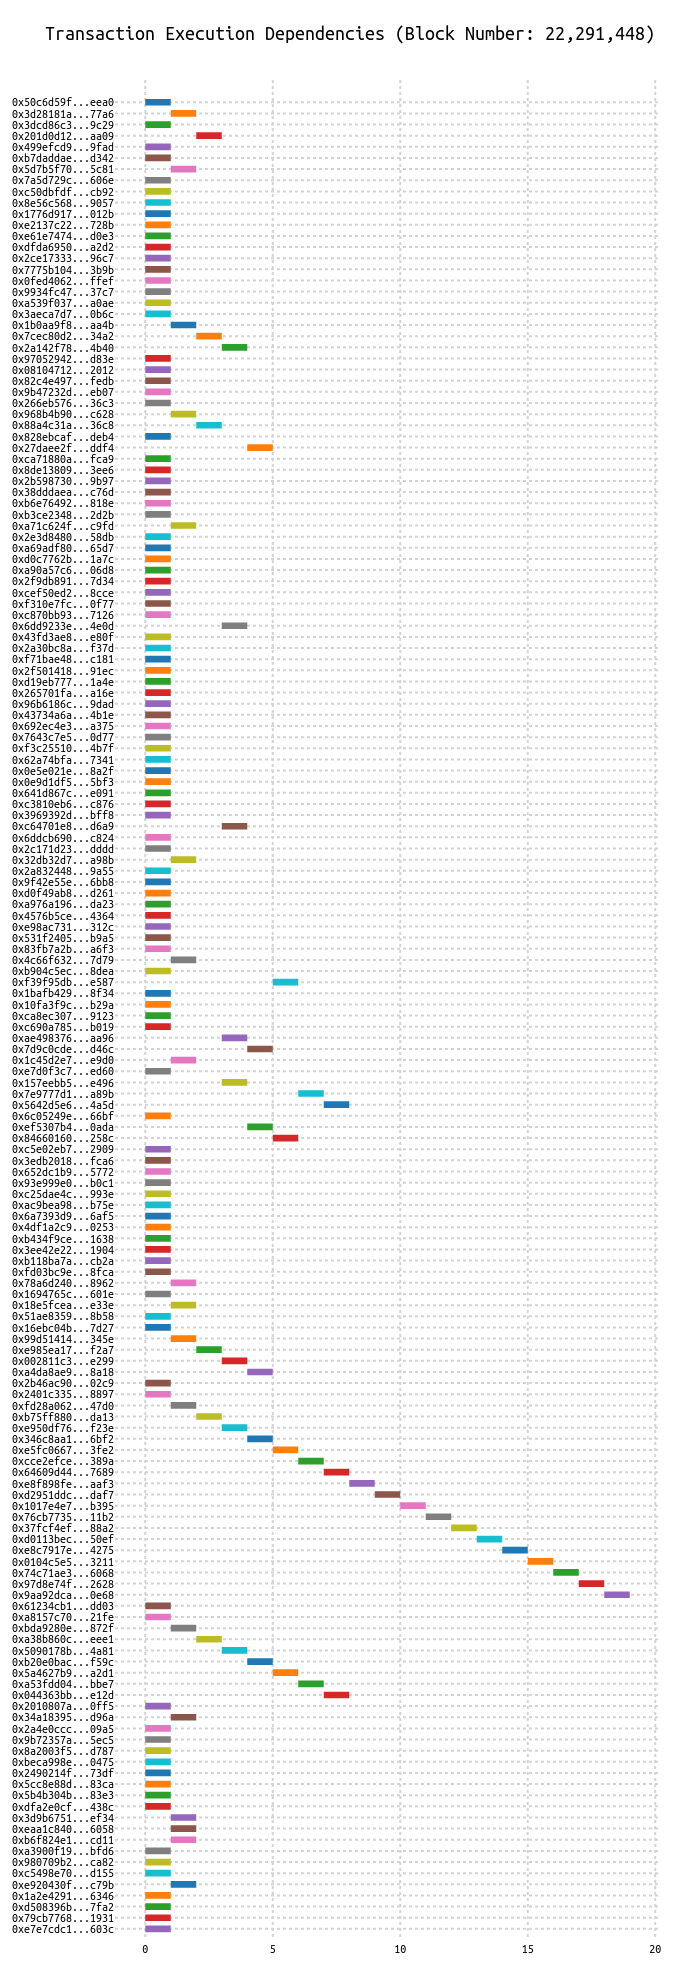 Transaction Execution Dependencies (Block Number: 22,291,448)
0x50c6d59f...eea0
0x3d28181a...77a6
0x3dcd86c3...9c29
0x201d0d12...aa09
0x499efcd9...9fad
0xb7daddae...d342
0x5d7b5f70...5c81
0x7a5d729c...606e
0xc50dbfdf...cb92
0x8e56c568...9057
0x1776d917...012b
0xe2137c22...728b
0xe61e7474...d0e3
0xdfda6950...a2d2
0x2ce17333...96c7
0x7775b104...3b9b
0x0fed4062...ffef
0x9934fc47...37c7
0xa539f037...a0ae
0x3aeca7d7...0b6c
0x1b0aa9f8...aa4b
0x7cec80d2...34a2
0x2a142f78...4b40
0x97052942...d83e
0x08104712...2012
0x82c4e497...fedb
0x9b47232d...eb07
0x266eb576...36c3
0x968b4b90...c628
0x88a4c31a...36c8
0x828ebcaf...deb4
0x27daee2f...ddf4
0xca71880a...fca9
0x8de13809...3ee6
0x2b598730...9b97
0x38dddaea...c76d
0xb6e76492...818e
0xb3ce2348...2d2b
0xa71c624f...c9fd
0x2e3d8480...58db
0xa69adf80...65d7
0xd0c7762b...1a7c
0xa90a57c6...06d8
0x2f9db891...7d34
0xcef50ed2...8cce
0xf310e7fc...0f77
0xc870bb93...7126
0x6dd9233e...4e0d
0x43fd3ae8...e80f
0x2a30bc8a...f37d
0xf71bae48...c181
0x2f501418...91ec
0xd19eb777...1a4e
0x265701fa...a16e
0x96b6186c...9dad
0x43734a6a...4b1e
0x692ec4e3...a375
0x7643c7e5...0d77
0xf3c25510...4b7f
0x62a74bfa...7341
0x0e5e021e...8a2f
0x0e9d1df5...5bf3
0x641d867c...e091
0xc3810eb6...c876
0x3969392d...bff8
0xc64701e8...d6a9
0x6ddcb690...c824
0x2c171d23...dddd
0x32db32d7...a98b
0x2a832448...9a55
0x9f42e55e...6bb8
0xd0f49ab8...d261
0xa976a196...da23
0x4576b5ce...4364
0xe98ac731...312c
0x531f2405...b9a5
0x83fb7a2b...a6f3
0x4c66f632...7d79
0xb904c5ec...8dea
0xf39f95db...e587
0x1bafb429...8f34
0x10fa3f9c...b29a
0xca8ec307...9123
0xc690a785...b019
0xae498376...aa96
0x7d9c0cde...d46c
0x1c45d2e7...e9d0
0xe7d0f3c7...ed60
0x157eebb5...e496
0x7e9777d1...a89b
0x5642d5e6...4a5d
0x6c05249e...66bf
0xef5307b4...0ada
0x84660160...258c
0xc5e02eb7...2909
0x3edb2018...fca6
0x652dc1b9...5772
0x93e999e0...b0c1
0xc25dae4c...993e
0xac9bea98...b75e
0x6a7393d9...6af5
0x4df1a2c9...0253
0xb434f9ce...1638
0x3ee42e22...1904
0xb118ba7a...cb2a
0xfd03bc9e...8fca
0x78a6d240...8962
0x1694765c...601e
0x18e5fcea...e33e
0x51ae8359...8b58
0x16ebc04b...7d27
0x99d51414...345e
0xe985ea17...f2a7
0x002811c3...e299
0xa4da8ae9...8a18
0x2b46ac90...02c9
0x2401c335...8897
0xfd28a062...47d0
0xb75ff880...da13
0xe950df76...f23e
0x346c8aa1...6bf2
0xe5fc0667...3fe2
0xcce2efce...389a
0x64609d44...7689
0xe8f898fe...aaf3
0xd2951ddc...daf7
0x1017e4e7...b395
0x76cb7735...11b2
0x37fcf4ef...88a2
0xd0113bec...50ef
0xe8c7917e...4275
0x0104c5e5...3211
0x74c71ae3...6068
0x97d8e74f...2628
0x9aa92dca...0e68
0x61234cb1...dd03
0xa8157c70...21fe
0xbda9280e...872f
0xa38b860c...eee1
0x5090178b...4a81
0xb20e0bac...f59c
0x5a4627b9...a2d1
0xa53fdd04...bbe7
0x044363bb...e12d
0x2010807a...0ff5
0x34a18395...d96a
0x2a4e0ccc...09a5
0x9b72357a...5ec5
0x8a2003f5...d787
0xbeca998e...0475
0x2490214f...73df
0x5cc8e88d...83ca
0x5b4b304b...83e3
0xdfa2e0cf...438c
0x3d9b6751...ef34
0xeaa1c840...6058
0xb6f824e1...cd11
0xa3900f19...bfd6
0x980709b2...ca82
0xc5498e70...d155
0xe920430f...c79b
0x1a2e4291...6346
0xd508396b...7fa2
0x79cb7768...1931
0xe7e7cdc1...603c
0 5 10 15 20